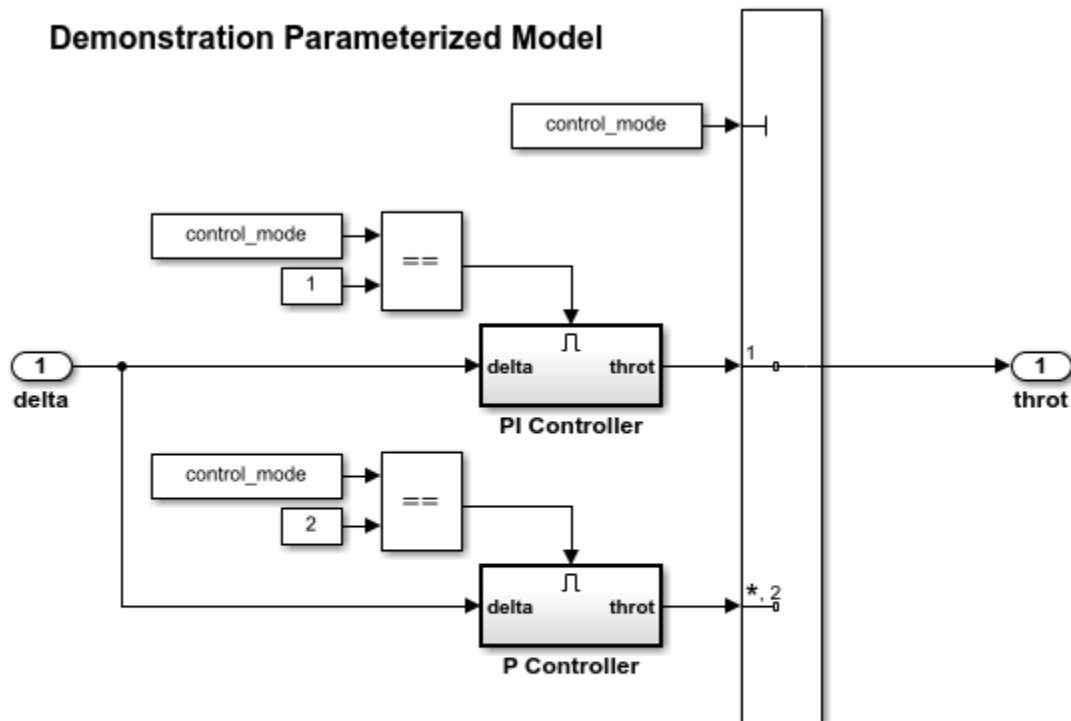 Demonstration Parameterized Model
control_mode
control_mode
==
1
1
delta
delta
throt
PI Controller
1
1
throt
control_mode
==
2
delta
throt
P Controller
*, 2